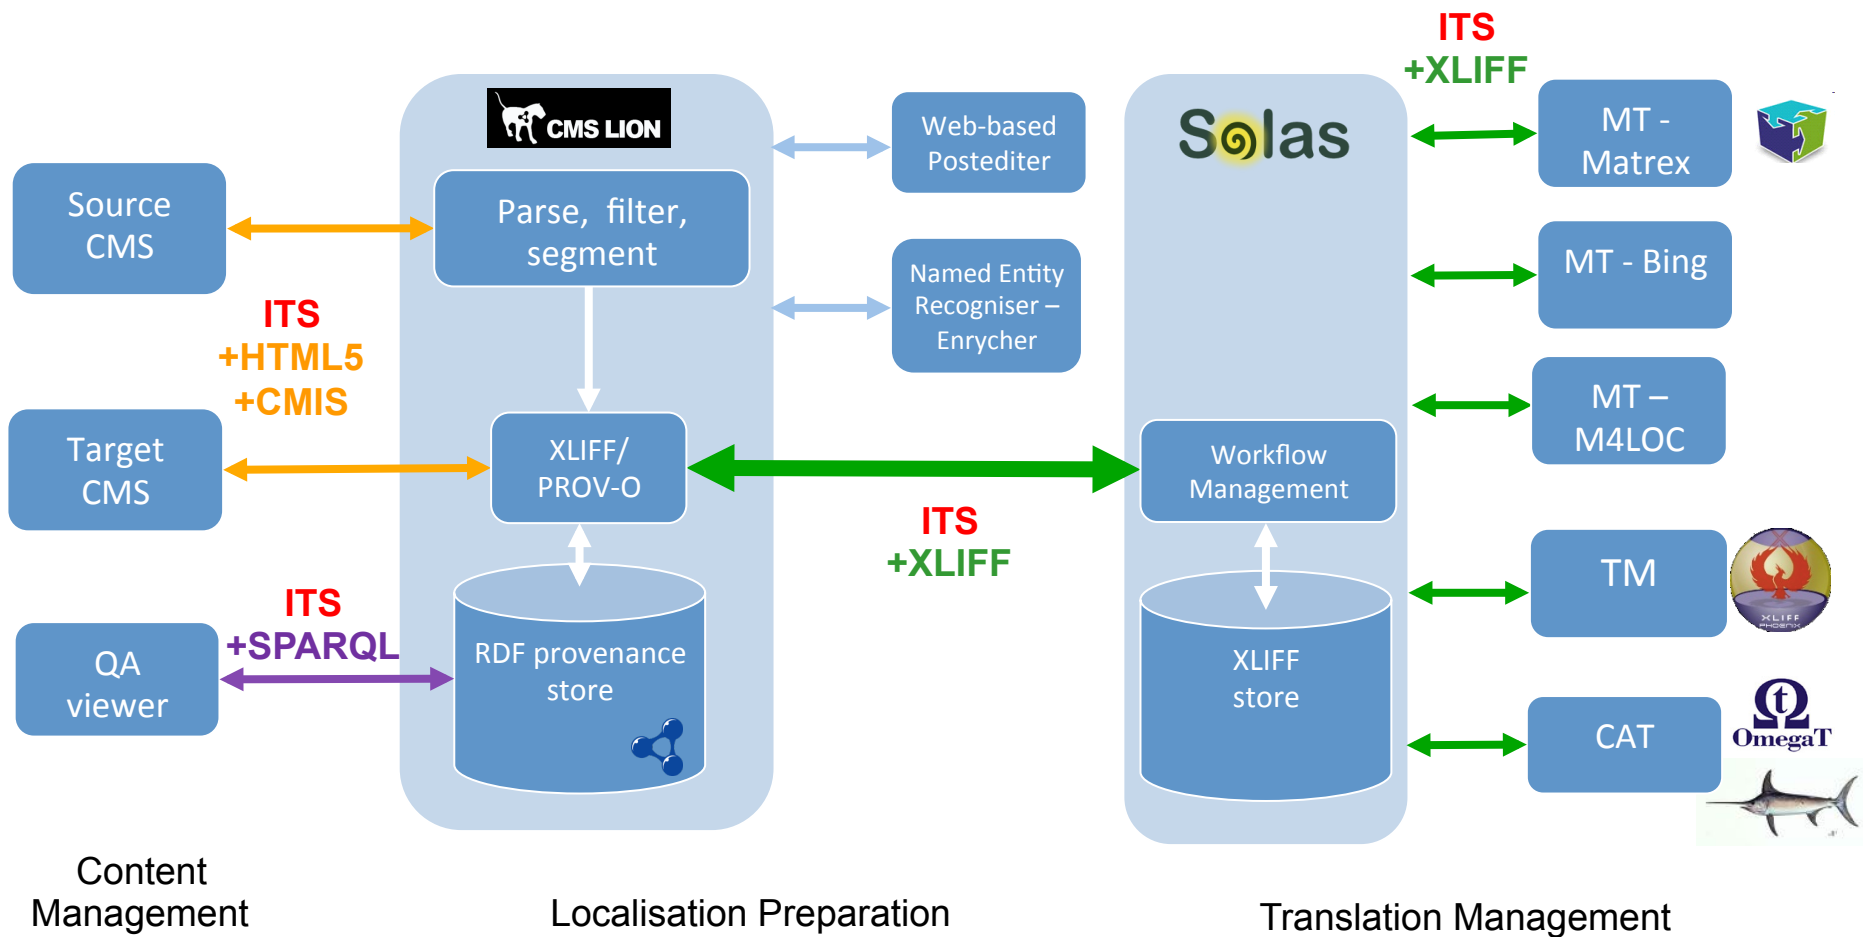 ITS
+XLIFF
CMS LION
Solas
Web-based
Postediter
MT -
Matrex
Source
CMS
Parse, filter,
segment
Named Entity
Recogniser –
Enrycher
MT - Bing
ITS
+HTML5
+CMIS
MT –
M4LOC
Target
CMS
XLIFF/
PROV-O
Workflow
Management
ITS
+XLIFF
TM
XLIFF
PHOENIX
ITS
+SPARQL
QA
viewer
RDF provenance
store
XLIFF
store
CAT
t
OmegaT
Content
Management
Localisation Preparation
Translation Management